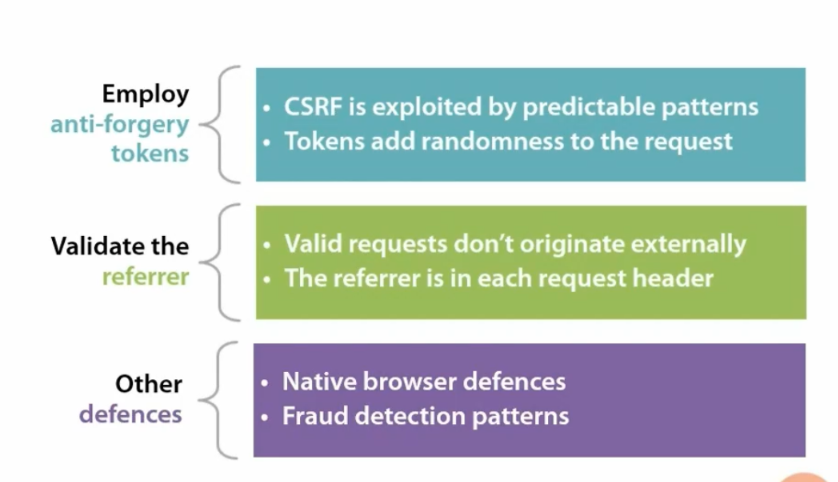 Employ
anti-forgery
tokens
• CSRF is exploited by predictable patterns
• Tokens add randomness to the request
Validate the
referrer
• Valid requests don’t originate externally
• The referrer is in each request header
Other
defences
• Native browser defences
• Fraud detection patterns